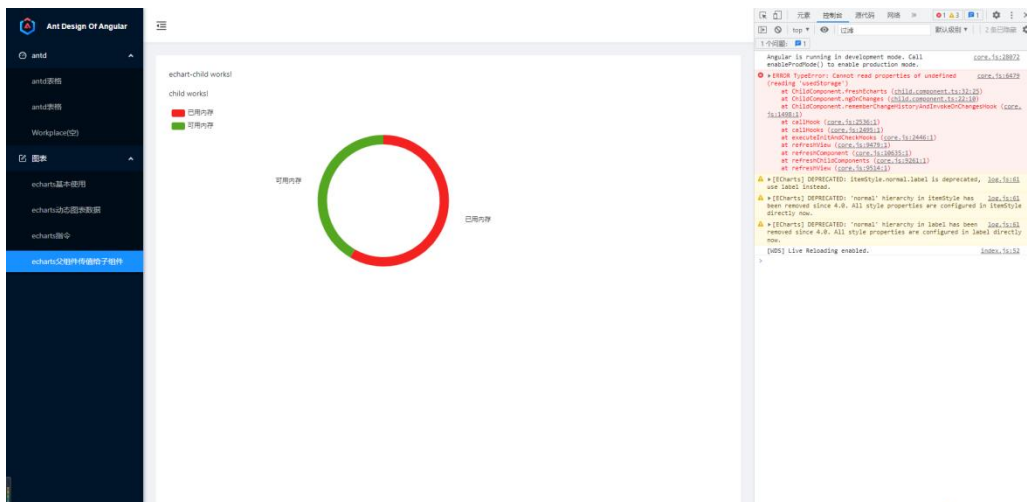 Ant Design Of Angular
antd
antd表格
antd表格
Workplace(空)
图表
echarts基本使用
echarts动态图表数据
echarts指令
echarts父组件传值给子组件
echart-child works!
child works!
已用内存
可用内存
可用内存
已用内存
元素 控制台 源代码 网络 »
1 3 1
top ▼ 过滤 默认级别 ▼ 2 条已隐藏
1 个问题: 1
Angular is running in development mode. Call core.js:28072
enableProdMode() to enable production mode.
ERROR TypeError: Cannot read properties of undefined core.js:6479
(reading 'usedStorage')
at ChildComponent.freshEcharts (child.component.ts:32:25)
at ChildComponent.ngOnChanges (child.component.ts:22:10)
at ChildComponent.rememberChangeHistoryAndInvokeOnChangesHook (core.
js:1498:1)
at callHook (core.js:2536:1)
at callHooks (core.js:2495:1)
at executeInitAndCheckHooks (core.js:2446:1)
at refreshView (core.js:9479:1)
at refreshComponent (core.js:10635:1)
at refreshChildComponents (core.js:9261:1)
at refreshView (core.js:9514:1)
[ECharts] DEPRECATED: itemStyle.normal.label is deprecated, log.js:61
use label instead.
[ECharts] DEPRECATED: 'normal' hierarchy in itemStyle has log.js:61
been removed since 4.0. All style properties are configured in itemStyle
directly now.
[ECharts] DEPRECATED: 'normal' hierarchy in label has been log.js:61
removed since 4.0. All style properties are configured in label directly
now.
[WDS] Live Reloading enabled. index.js:52